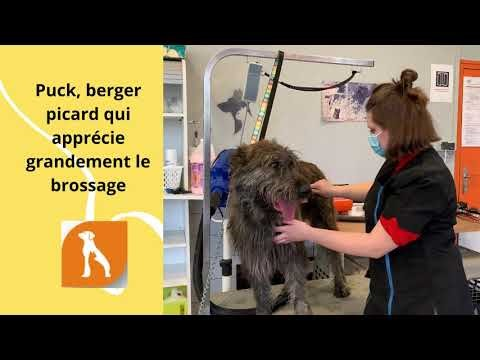 Puck, berger
picard qui
apprécie
grandement le
brossage